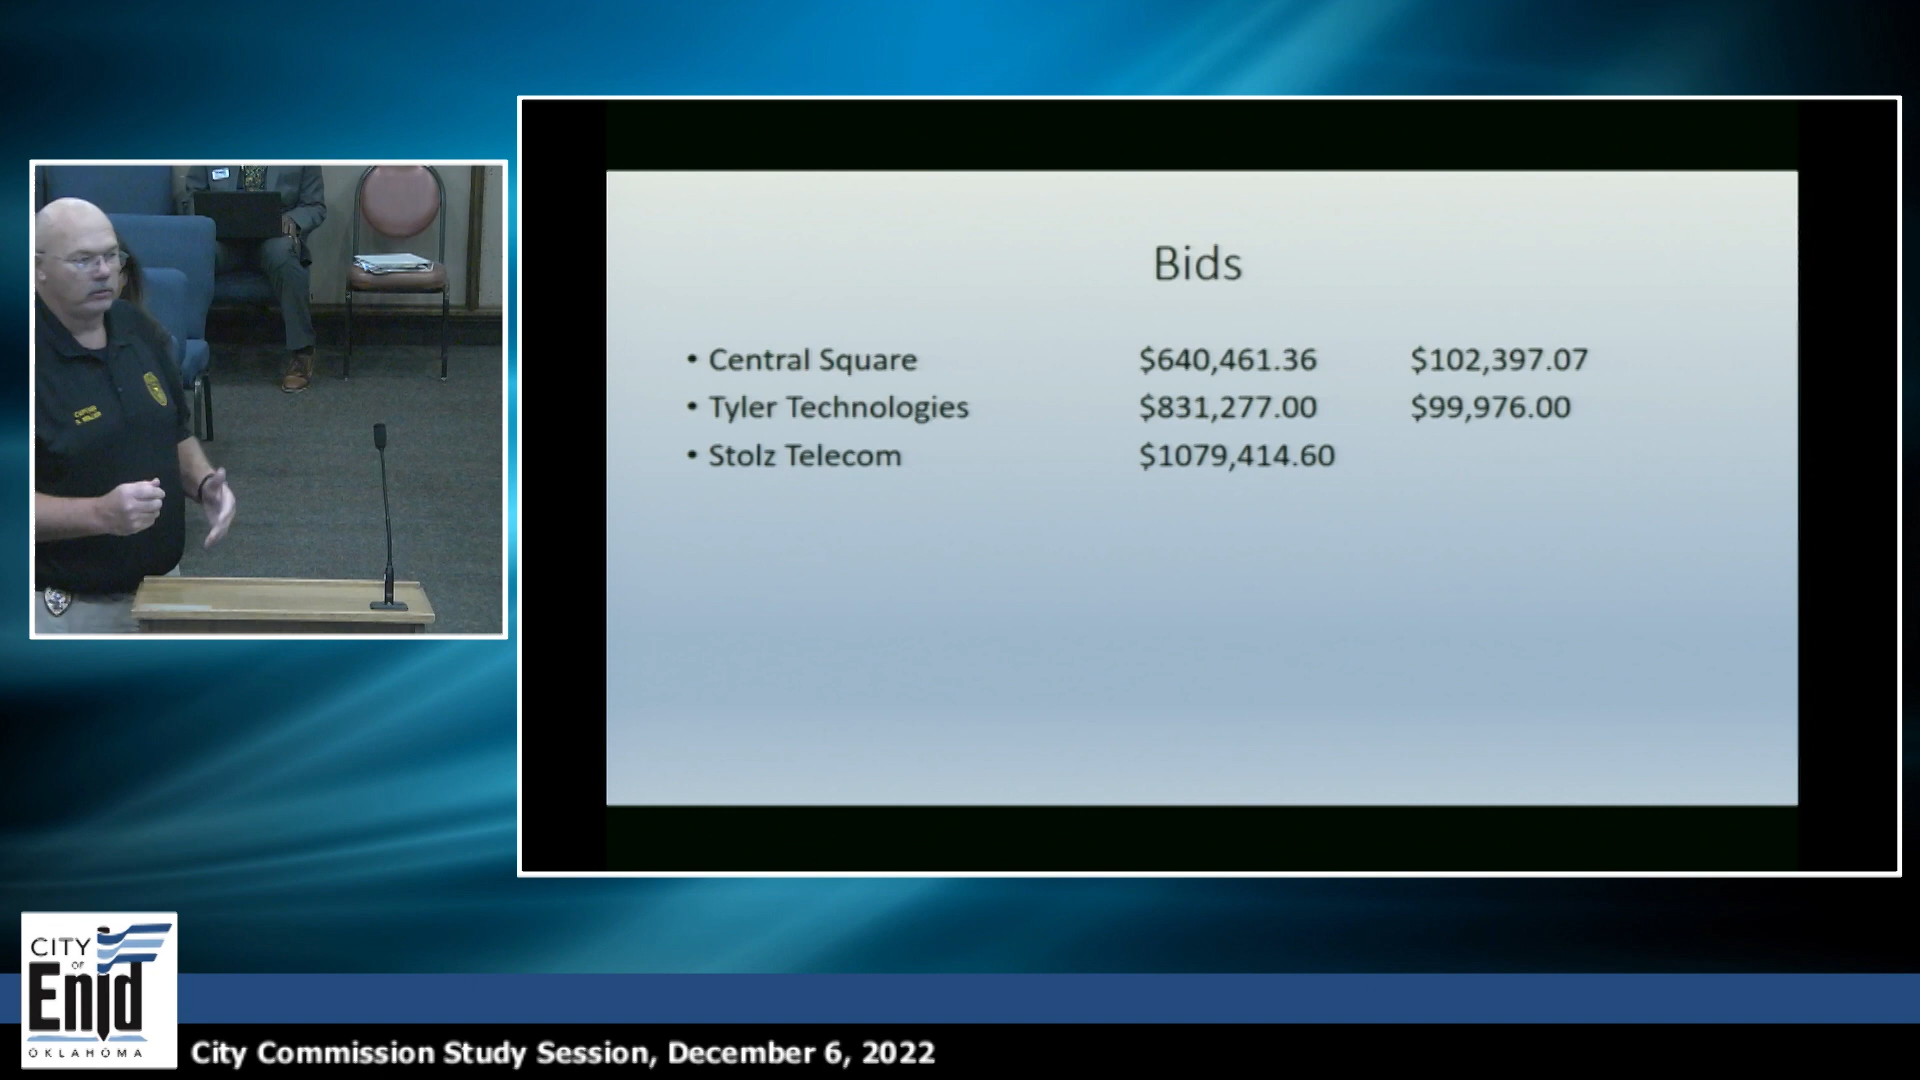 Bids
• Central Square $640,461.36 $102,397.07
• Tyler Technologies $831,277.00 $99,976.00
• Stolz Telecom $1079,414.60
CITY
OF
Enid
OKLAHOMA
City Commission Study Session, December 6, 2022